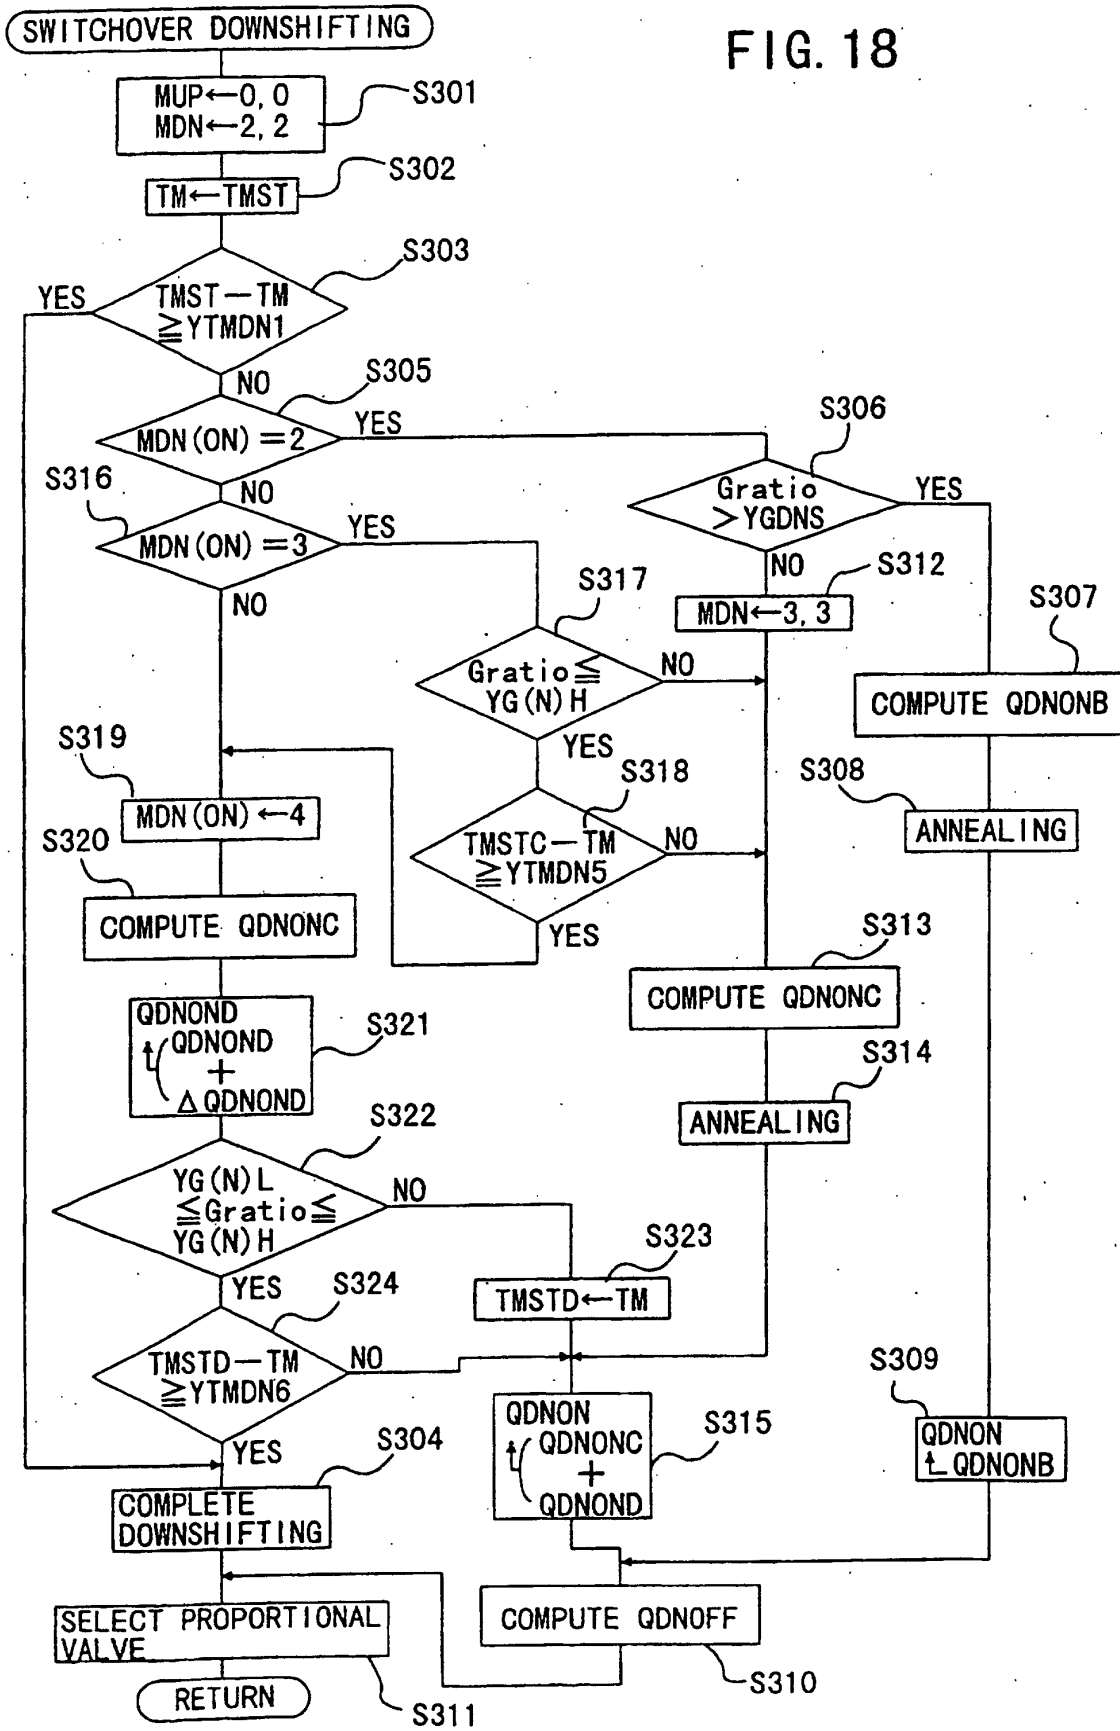 SWITCHOVER DOWNSHIFTING
FIG. 18
MUP←0, 0
MDN←2, 2
S301
TM←TMST
S302
S303
TMST−TM
≧YTMDN1
YES
NO
S305
MDN(ON)=2
YES
NO
S306
Gratio
>YGDNS
YES
NO
S316
MDN(ON)=3
YES
NO
S312
MDN←3, 3
S317
Gratio≦
YG(N)H
NO
YES
S307
COMPUTE QDNONB
S319
MDN(ON)←4
S318
TMSTC−TM
≧YTMDN5
NO
YES
S308
ANNEALING
S320
COMPUTE QDNONC
S313
COMPUTE QDNONC
S321
QDNOND
QDNOND
+
ΔQDNOND
S314
ANNEALING
S322
YG(N)L
≦Gratio≦
YG(N)H
NO
YES
S323
TMSTD←TM
S324
TMSTD−TM
≧YTMDN6
NO
YES
S309
QDNON
QDNONB
S315
QDNON
QDNONC
+
QDNOND
S304
COMPLETE
DOWNSHIFTING
COMPUTE QDNOFF
S310
SELECT PROPORTIONAL
VALVE
S311
RETURN